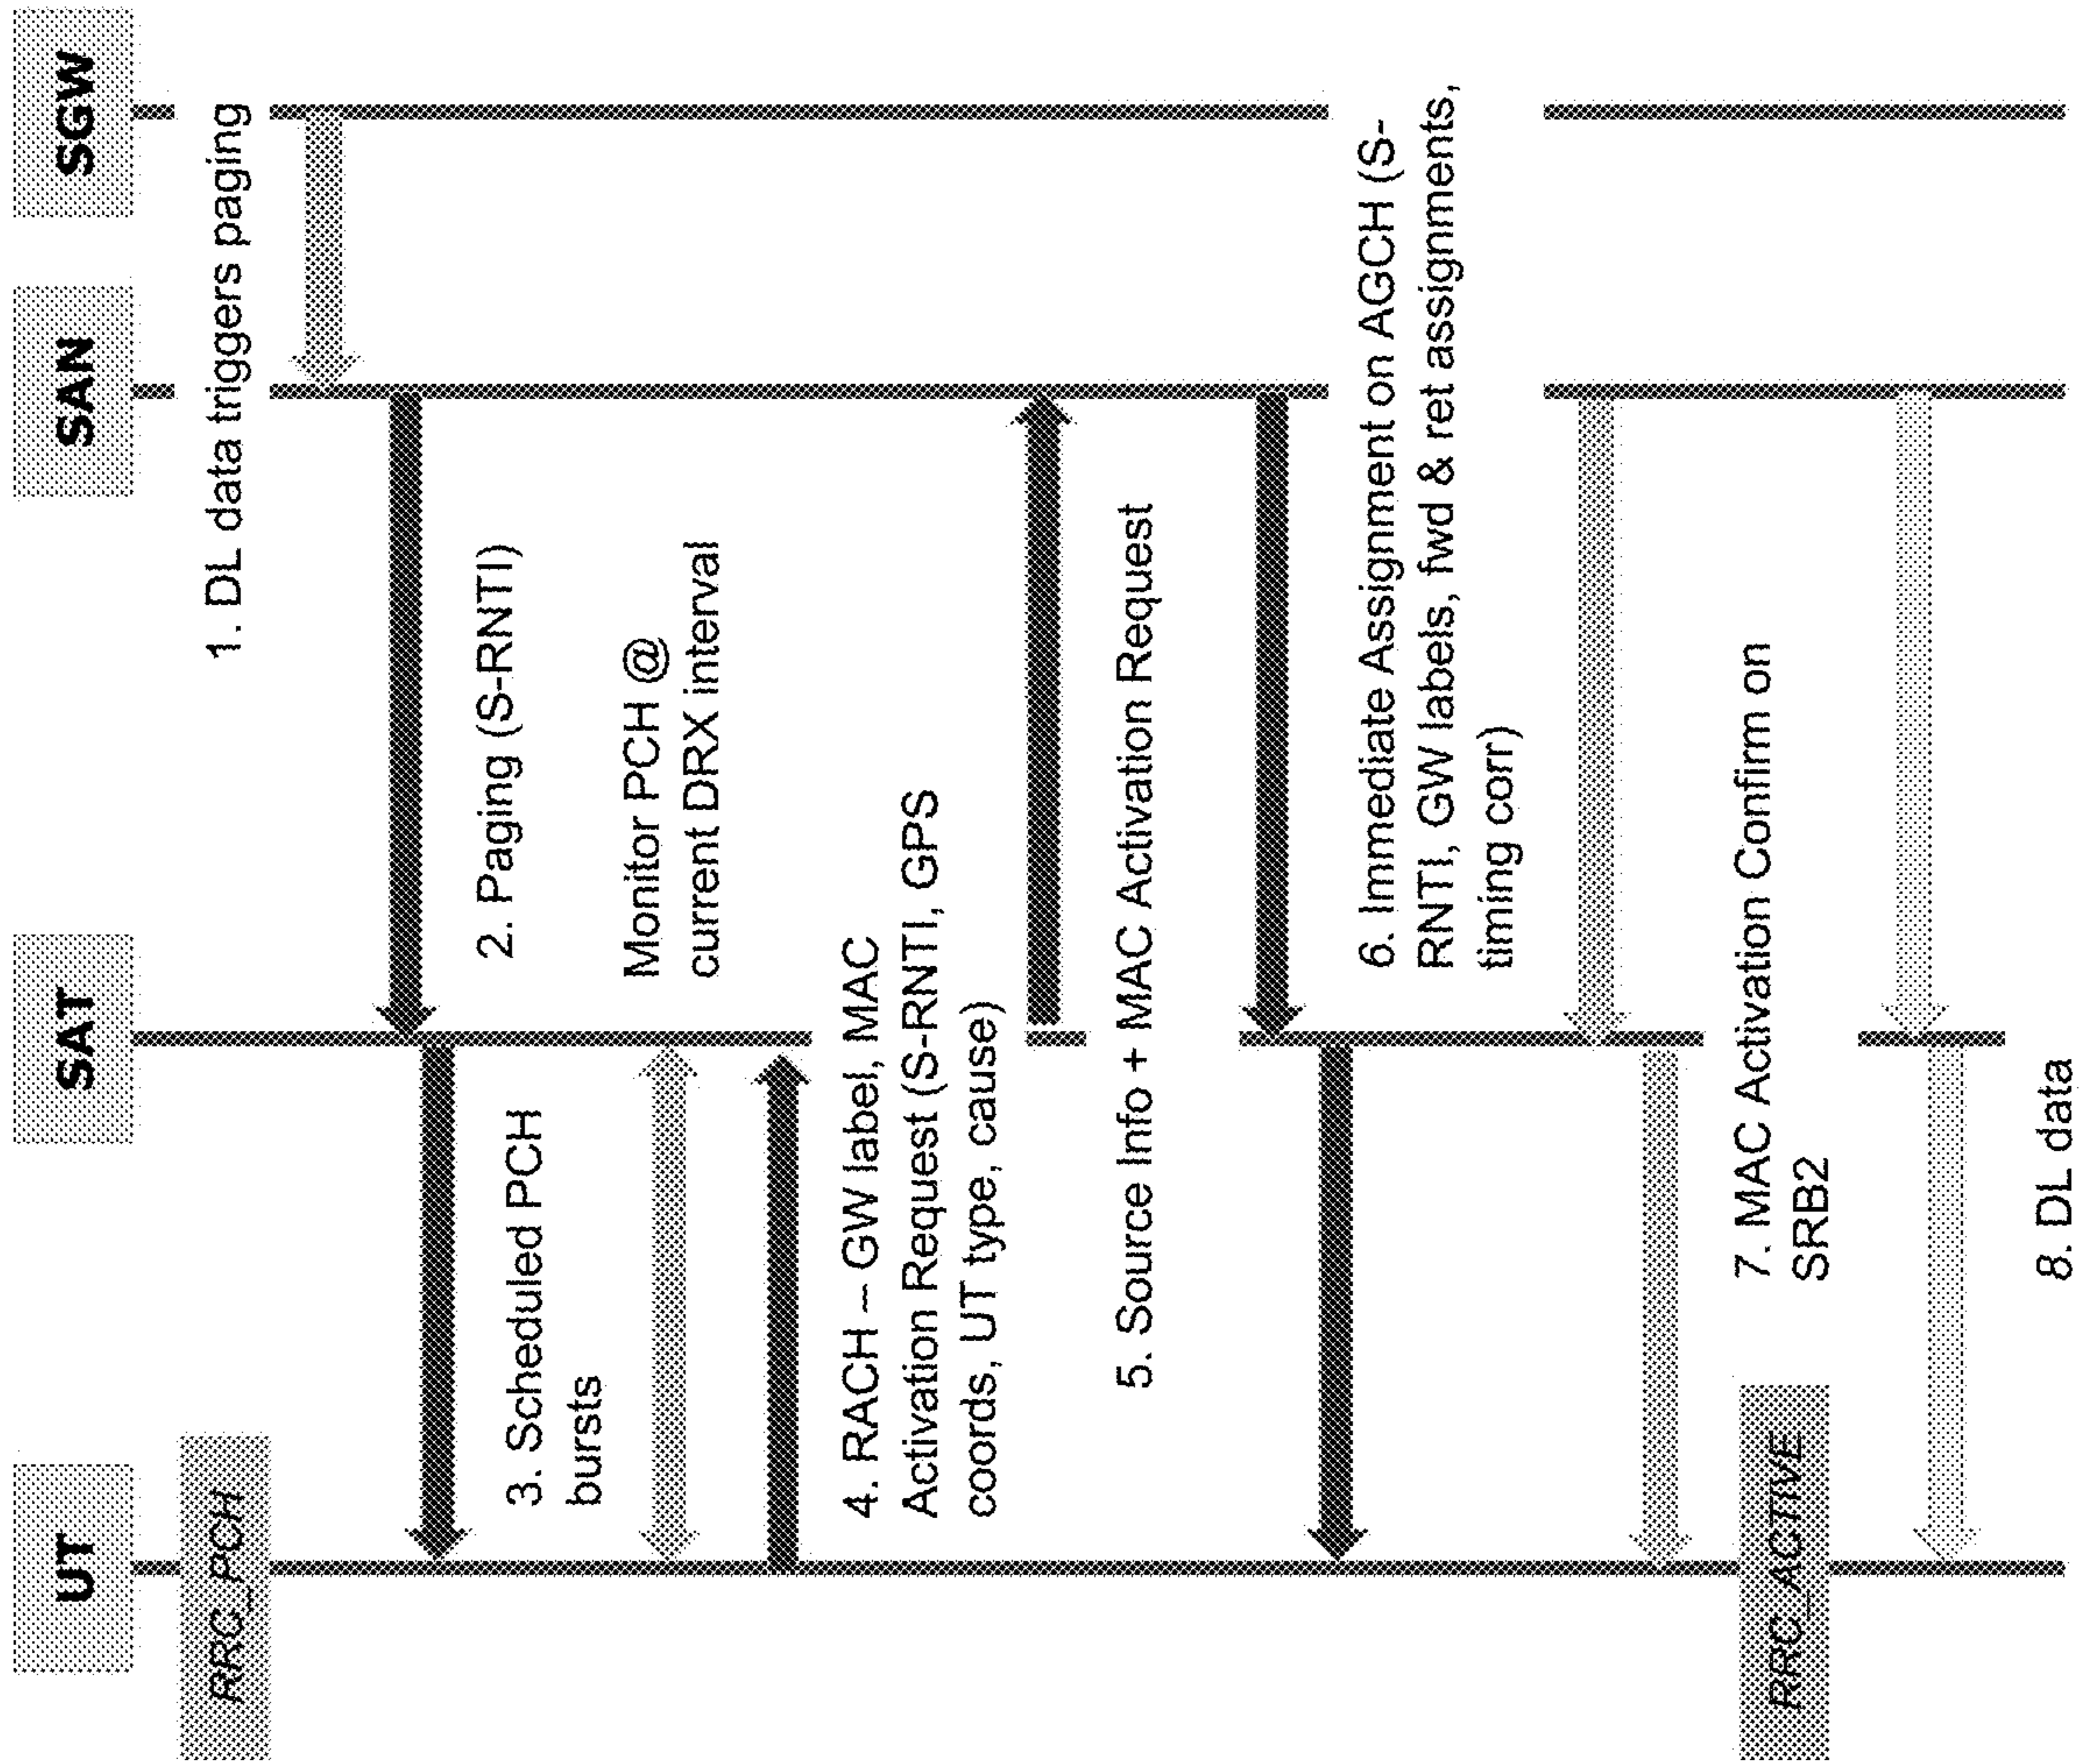 UT
SAT
SAN
SGW
RRC_PCH
1. DL data triggers paging
2. Paging (S-RNTI)
3. Scheduled PCH
bursts
Monitor PCH @
current DRX interval
4. RACH – GW label, MAC
Activation Request (S-RNTI, GPS
coords, UT type, cause)
5. Source Info + MAC Activation Request
6. Immediate Assignment on AGCH (S-
RNTI, GW labels, fwd & ret assignments,
timing corr)
7. MAC Activation Confirm on
SRB2
RRC_ACTIVE
8. DL data